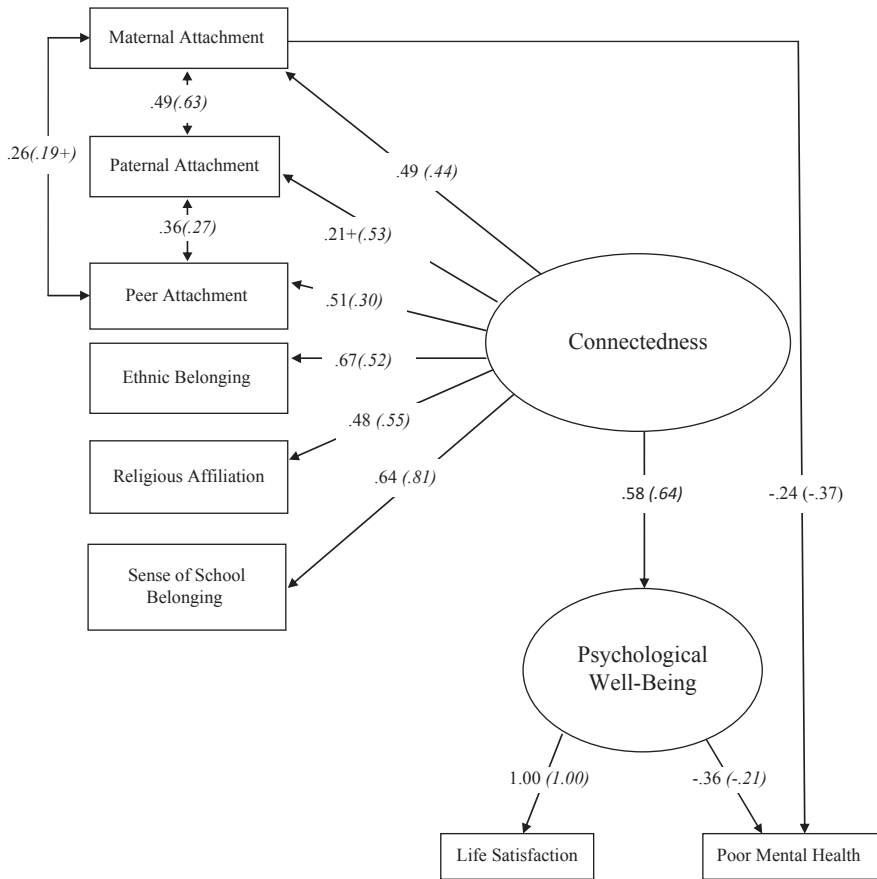 Maternal Attachment
.49(.63)
.26(.19+)
Paternal Attachment
.49 (.44)
.36(.27)
.21+(.53)
Peer Attachment
.51(.30)
Connectedness
Ethnic Belonging
.67(.52)
.48 (.55)
Religious Affiliation
.64 (.81)
.58 (.64)
-.24 (-.37)
Sense of School
Belonging
Psychological
Well-Being
1.00 (1.00)
-.36 (-.21)
Life Satisfaction
Poor Mental Health